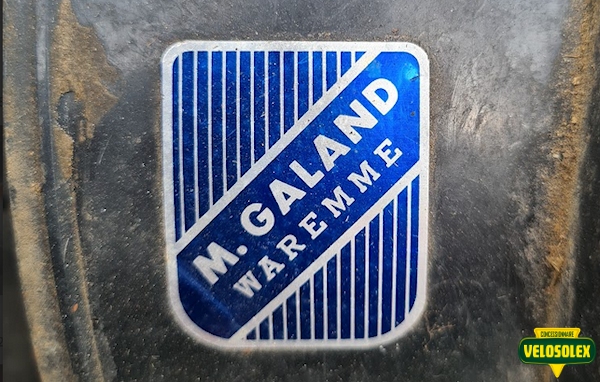 M. GALAND
WAREMME
CONCESSIONNAIRE
VELOSOLEX